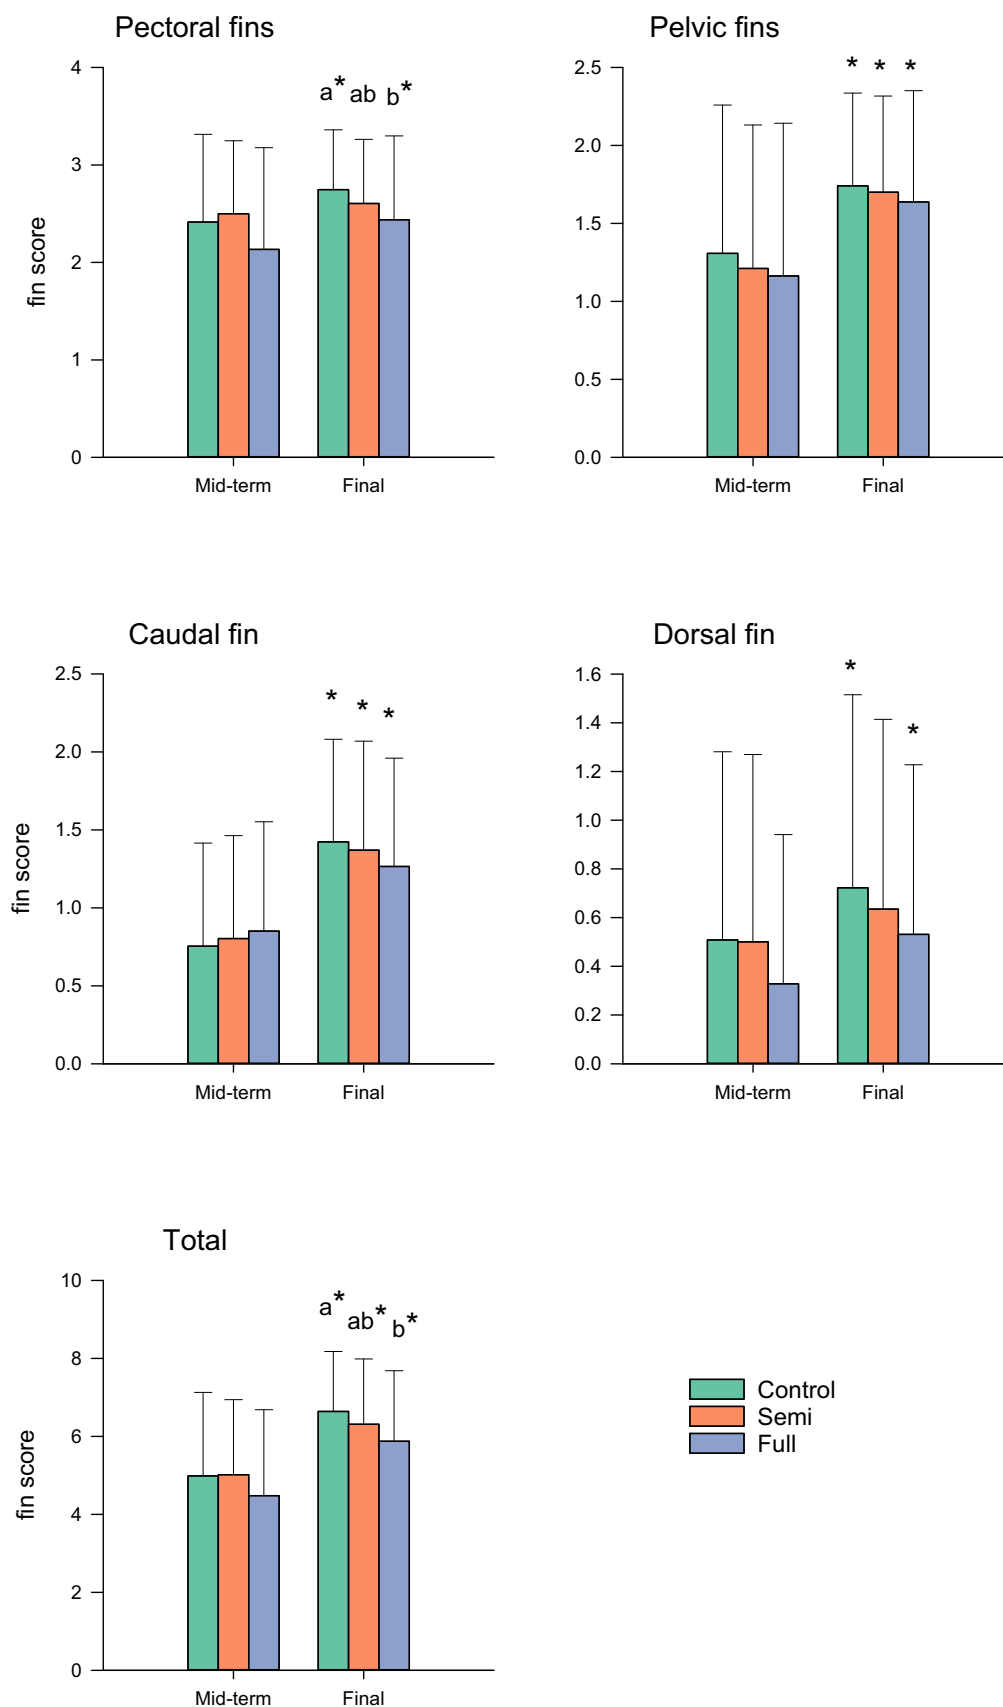 Pectoral fins
4
3
2
1
0
fin score
a* ab b*
Mid-term Final
Pelvic fins
2.5
2.0
1.5
1.0
0.5
0.0
* * *
Mid-term Final
Caudal fin
2.5
2.0
1.5
1.0
0.5
0.0
fin score
* * *
Mid-term Final
Dorsal fin
1.6
1.4
1.2
1.0
0.8
0.6
0.4
0.2
0.0
* *
Mid-term Final
Total
10
8
6
4
2
0
fin score
a* ab* b*
Mid-term Final
Control
Semi
Full